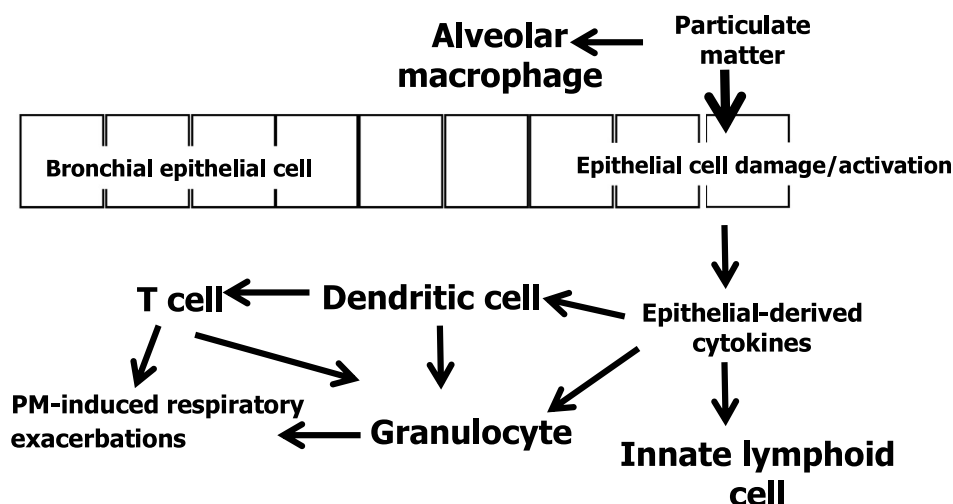 Alveolar
macrophage
Particulate
matter
Bronchial epithelial cell
Epithelial cell damage/activation
T cell
Dendritic cell
Epithelial-derived
cytokines
PM-induced respiratory
exacerbations
Granulocyte
Innate lymphoid
cell